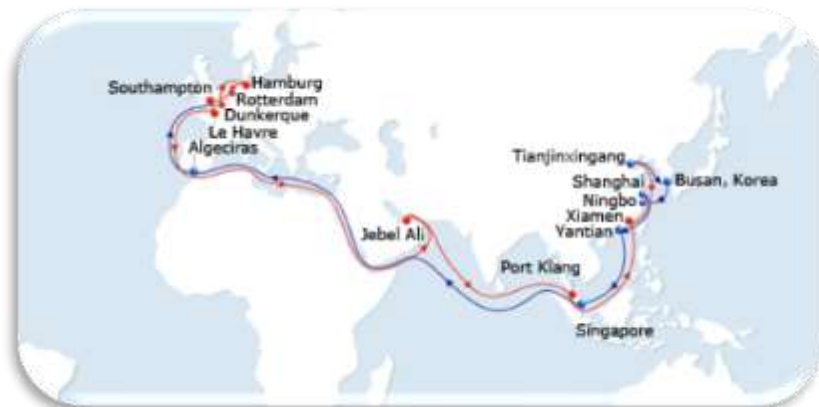 Hamburg
Southampton
Rotterdam
Dunkerque
Le Havre
Algeciras
Tianjinxingang
Shanghai
Busan, Korea
Ningbo
Xiamen
Yantian
Jebel Ali
Port Klang
Singapore